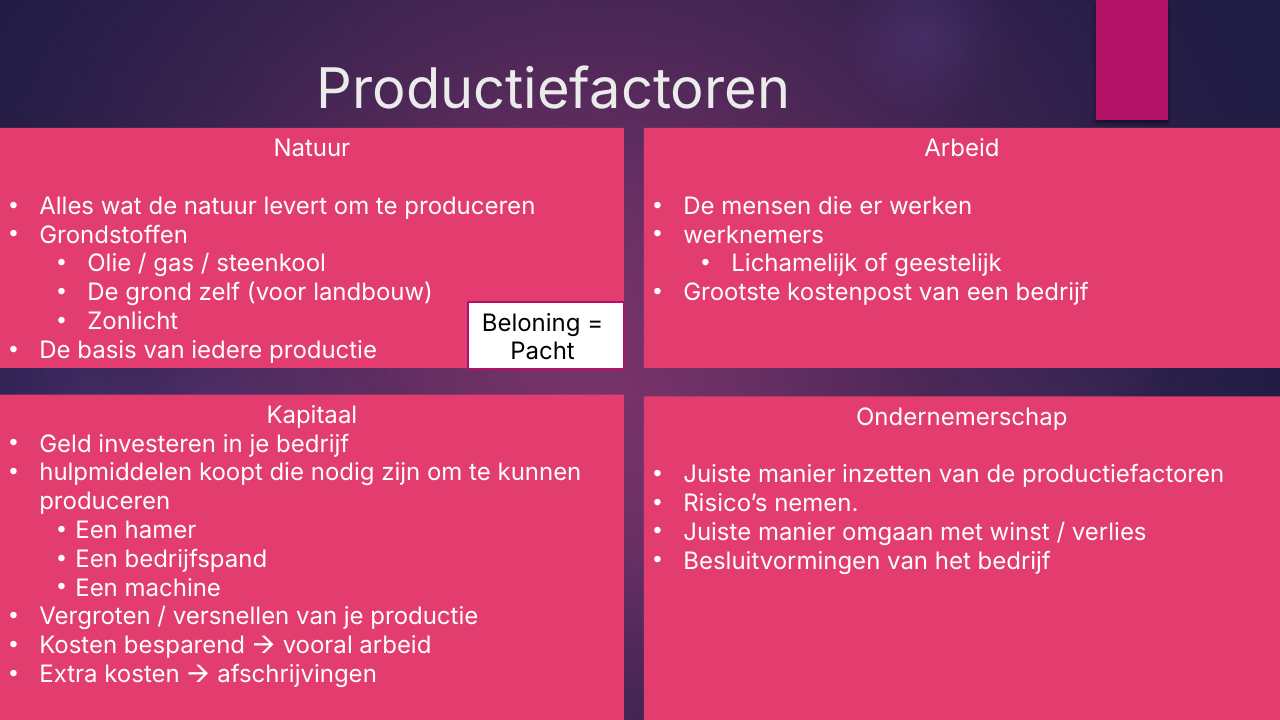 Productiefactoren
Natuur
• Alles wat de natuur levert om te produceren
• Grondstoffen
• Olie / gas / steenkool
• De grond zelf (voor landbouw)
• Zonlicht
• De basis van iedere productie
Beloning =
Pacht
Arbeid
• De mensen die er werken
• werknemers
• Lichamelijk of geestelijk
• Grootste kostenpost van een bedrijf
Kapitaal
• Geld investeren in je bedrijf
• hulpmiddelen koopt die nodig zijn om te kunnen
produceren
• Een hamer
• Een bedrijfspand
• Een machine
• Vergroten / versnellen van je productie
• Kosten besparend → vooral arbeid
• Extra kosten → afschrijvingen
Ondernemerschap
• Juiste manier inzetten van de productiefactoren
• Risico’s nemen.
• Juiste manier omgaan met winst / verlies
• Besluitvormingen van het bedrijf